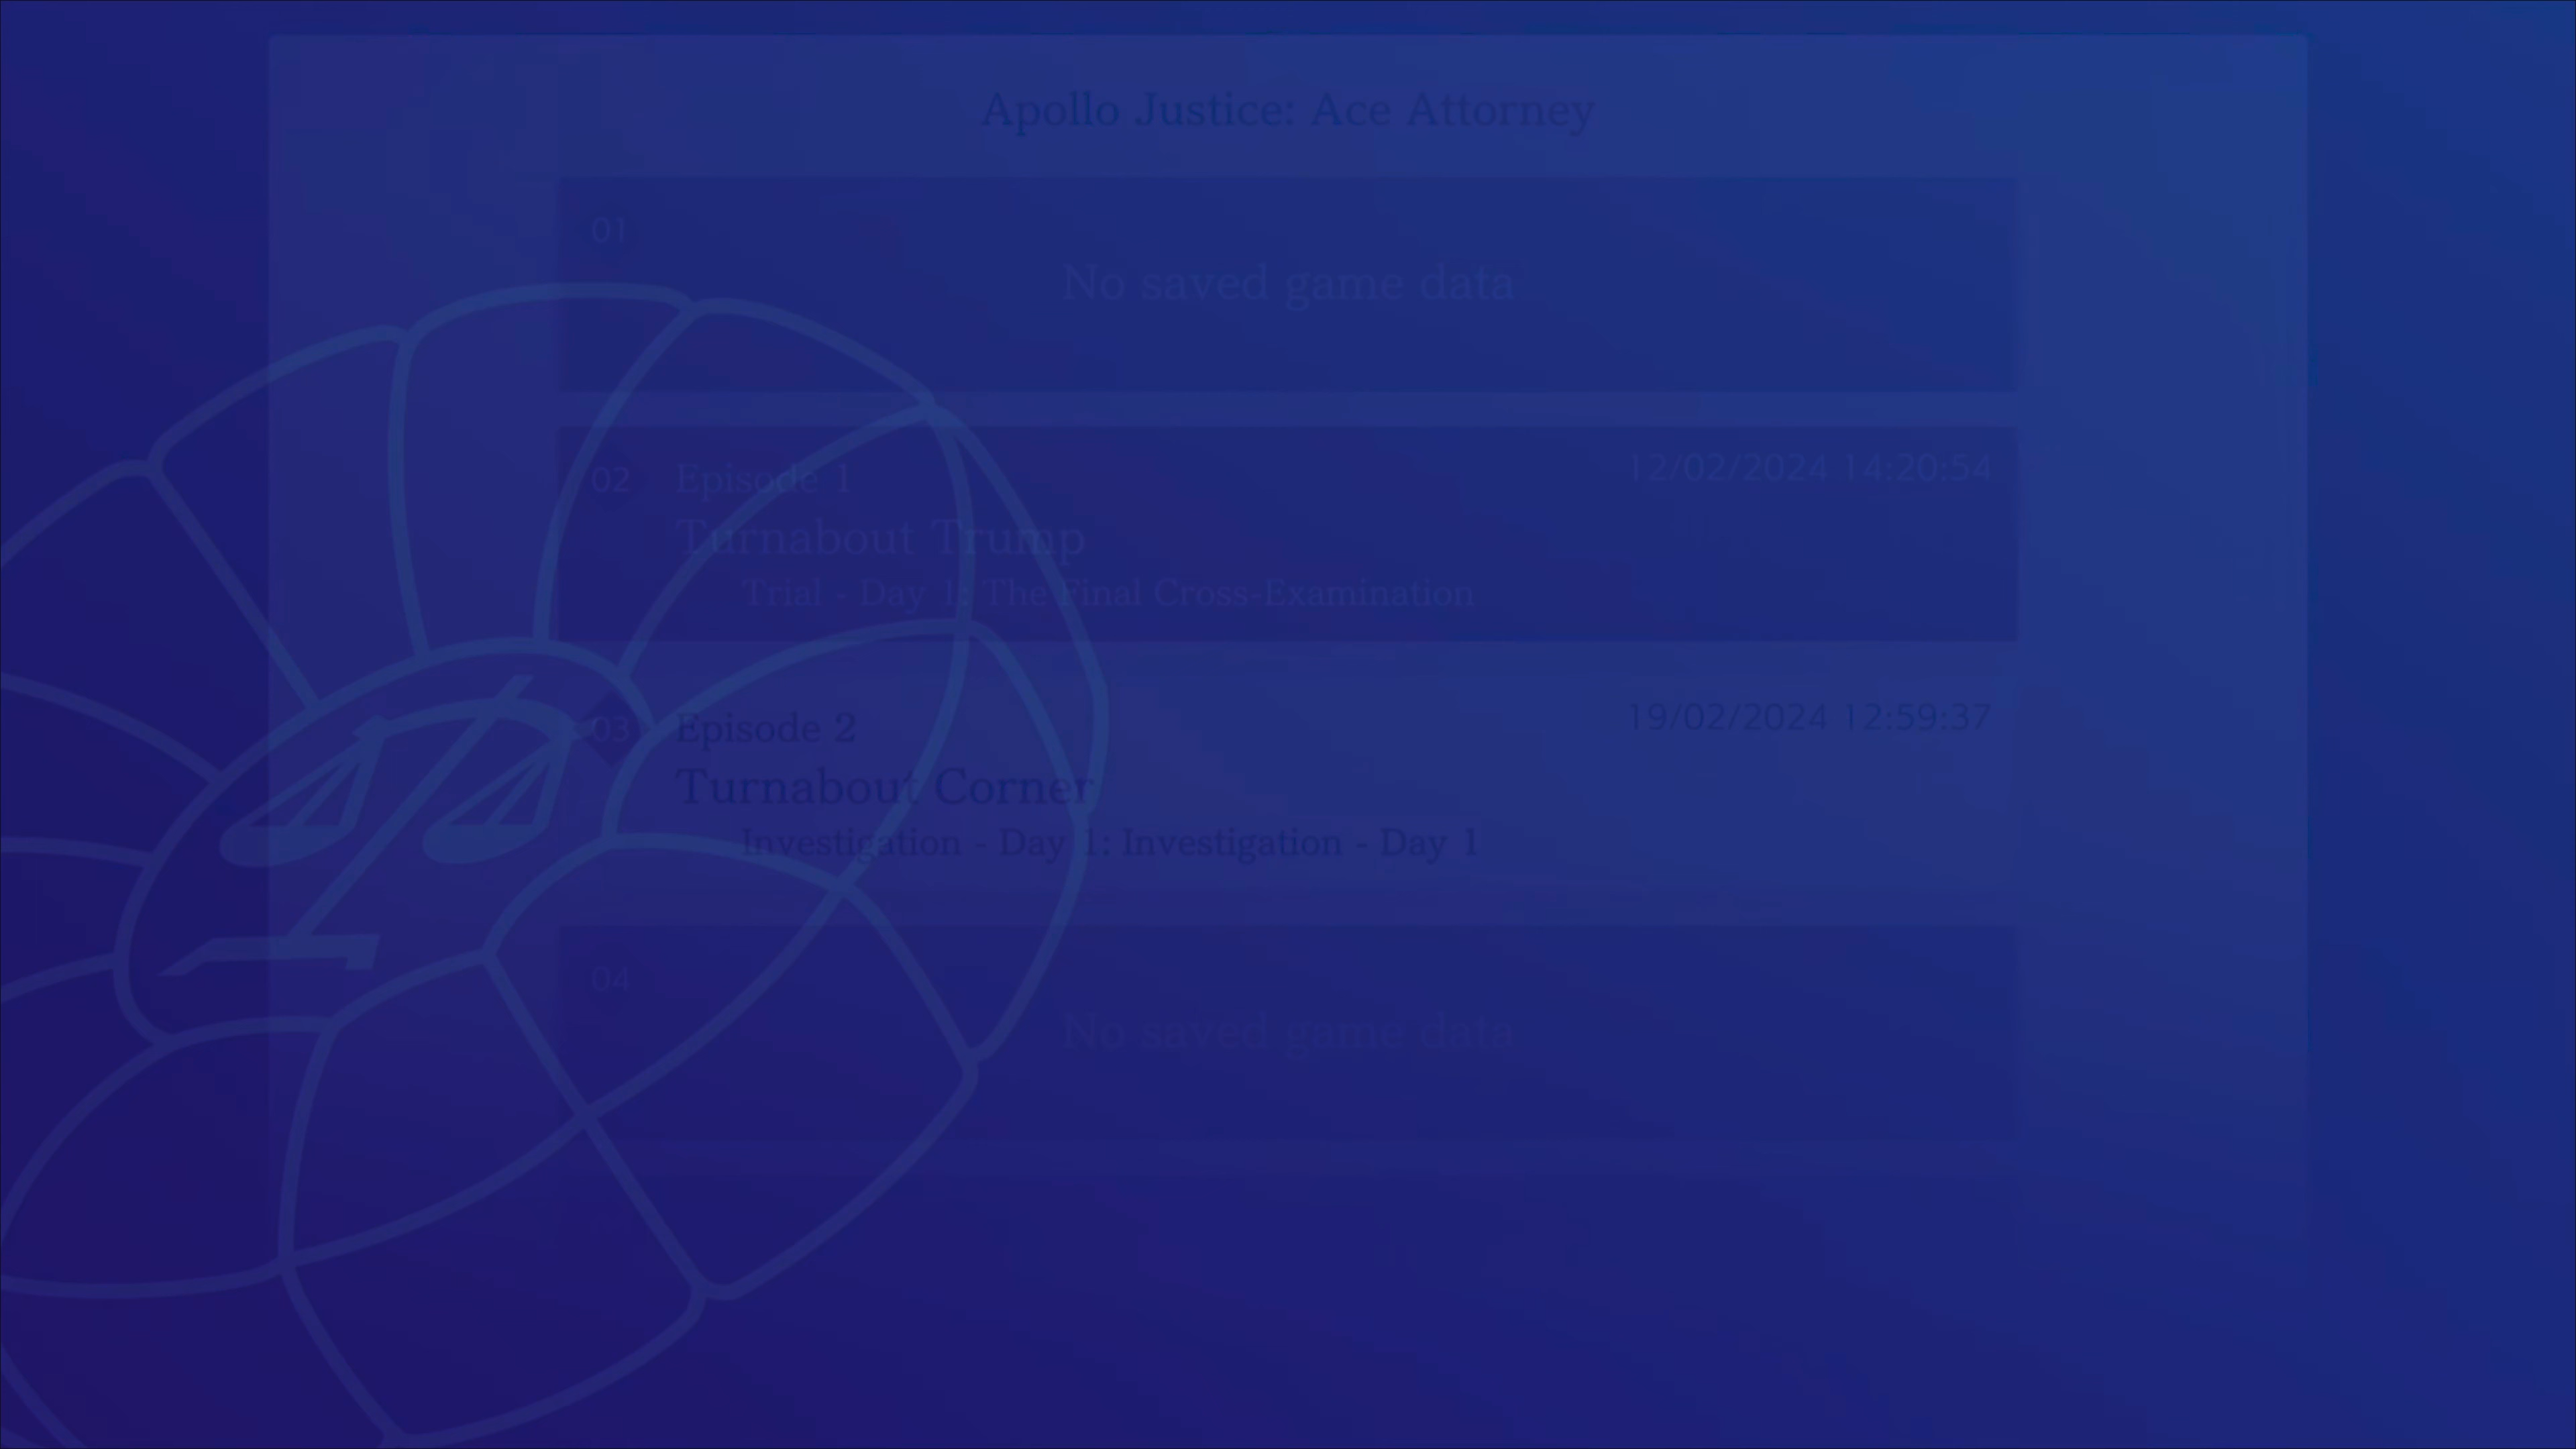 Apollo Justice: Ace Attorney
01
No saved game data
02
Episode 1
12/02/2024 14:20:54
Turnabout Trump
Trial - Day 1: The Final Cross-Examination
03
Episode 2
19/02/2024 12:59:37
Turnabout Corner
Investigation - Day 1: Investigation - Day 1
04
No saved game data